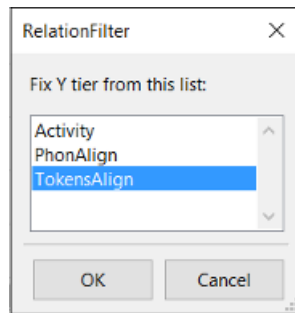 RelationFilter
Fix Y tier from this list:
Activity
PhonAlign
TokensAlign
OK
Cancel